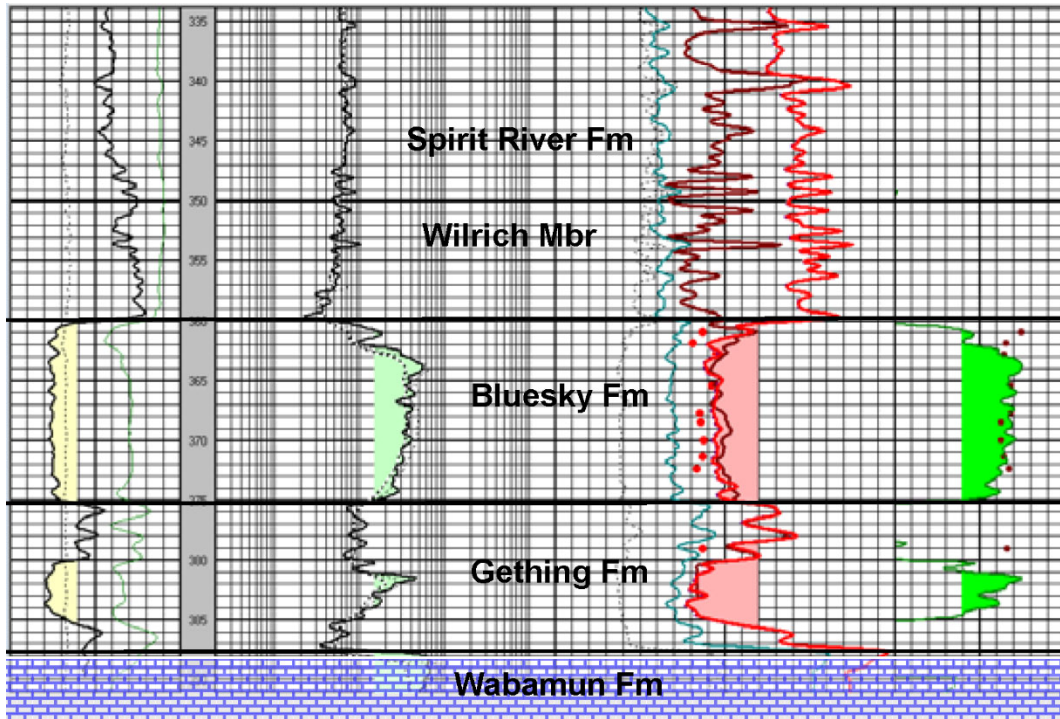 335
340
Spirit River Fm
345
350
Wilrich Mbr
355
360
365
Bluesky Fm
370
375
380
Gething Fm
385
Wabamun Fm